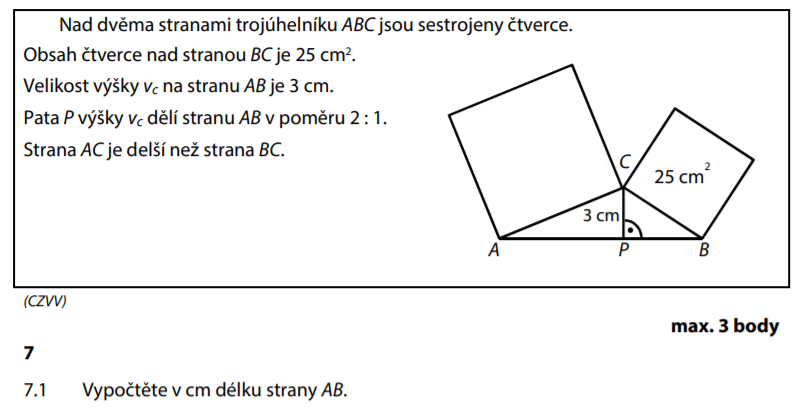 Nad dvěma stranami trojúhelníku ABC jsou sestrojeny čtverce.
Obsah čtverce nad stranou BC je 25 cm².
Velikost výšky v_c na stranu AB je 3 cm.
Pata P výšky v_c dělí stranu AB v poměru 2 : 1.
Strana AC je delší než strana BC.
C
25 cm²
3 cm
A
P
B
(CZVV)
max. 3 body
7
7.1 Vypočtěte v cm délku strany AB.